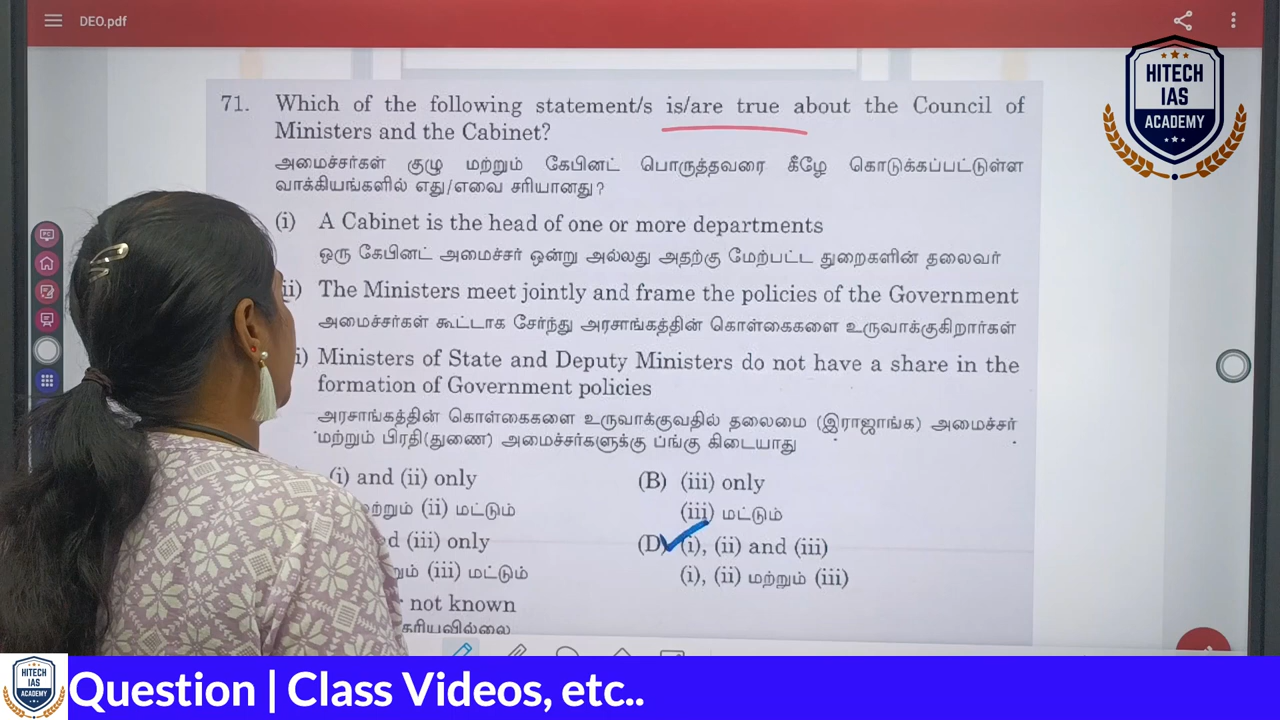 DEO.pdf
HITECH
IAS
ACADEMY
71. Which of the following statement/s is/are true about the Council of
Ministers and the Cabinet?
அமைச்சர்கள் குழு மற்றும் கேபினட் பொருத்தவரை கீழே கொடுக்கப்பட்டுள்ள
வாக்கியங்களில் எது/எவை சரியானது?
(i) A Cabinet is the head of one or more departments
ஒரு கேபினட் அமைச்சர் ஒன்று அல்லது அதற்கு மேற்பட்ட துறைகளின் தலைவர்
ii) The Ministers meet jointly and frame the policies of the Government
அமைச்சர்கள் கூட்டாக சேர்ந்து அரசாங்கத்தின் கொள்கைகளை உருவாக்குகிறார்கள்
i) Ministers of State and Deputy Ministers do not have a share in the
formation of Government policies
அரசாங்கத்தின் கொள்கைகளை உருவாக்குவதில் தலைமை (இராஜாங்க) அமைச்சர்
மற்றும் பிரதி(துணை) அமைச்சர்களுக்கு பங்கு கிடையாது
(i) and (ii) only
(ii) மட்டும்
(B) (iii) only
(iii) மட்டும்
(iii) only
(iii) மட்டும்
(D) (i), (ii) and (iii)
(i), (ii) மற்றும் (iii)
not known
HITECH
IAS
ACADEMY
Question | Class Videos, etc..